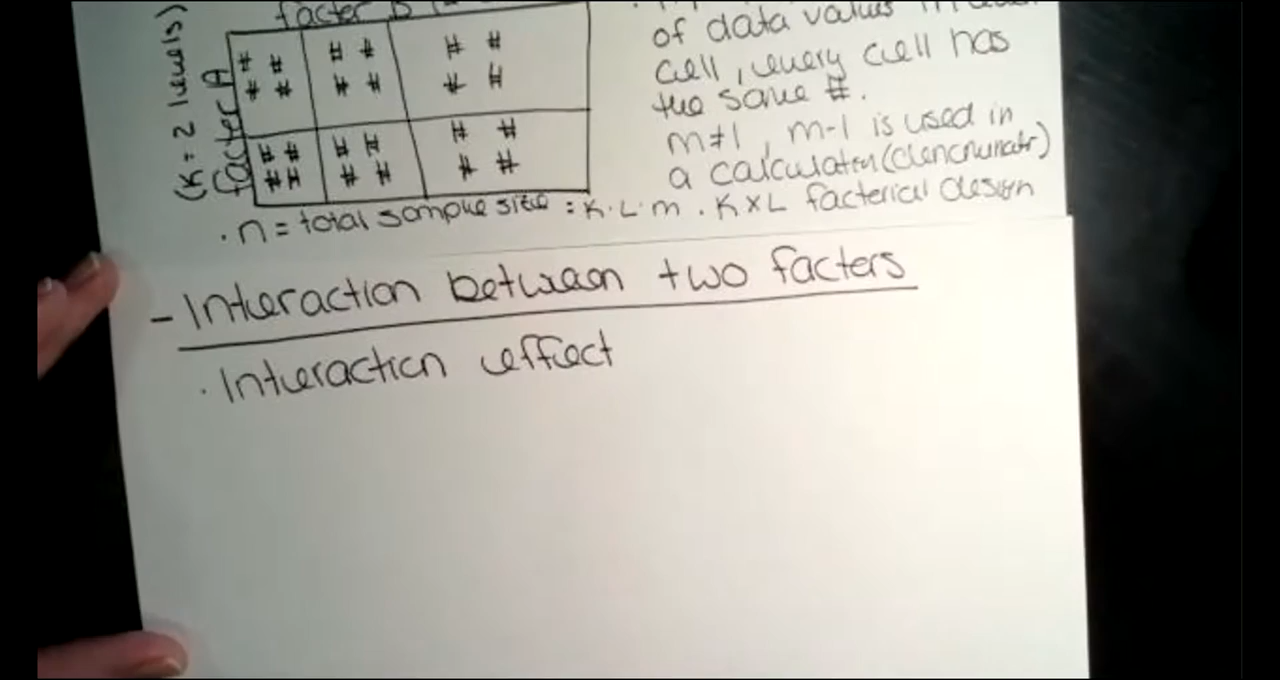 factor B
(K = 2 levels)
factor A
# # # # # #
# # # # # #
# # # # # #
# # # # # #
of data values
cell, every cell has
the same #.
m≠1, m-1 is used in
a calculation (denominator)
· n = total sample size = K·L·m . K×L factorial design
- Interaction between two factors
· Interaction effect